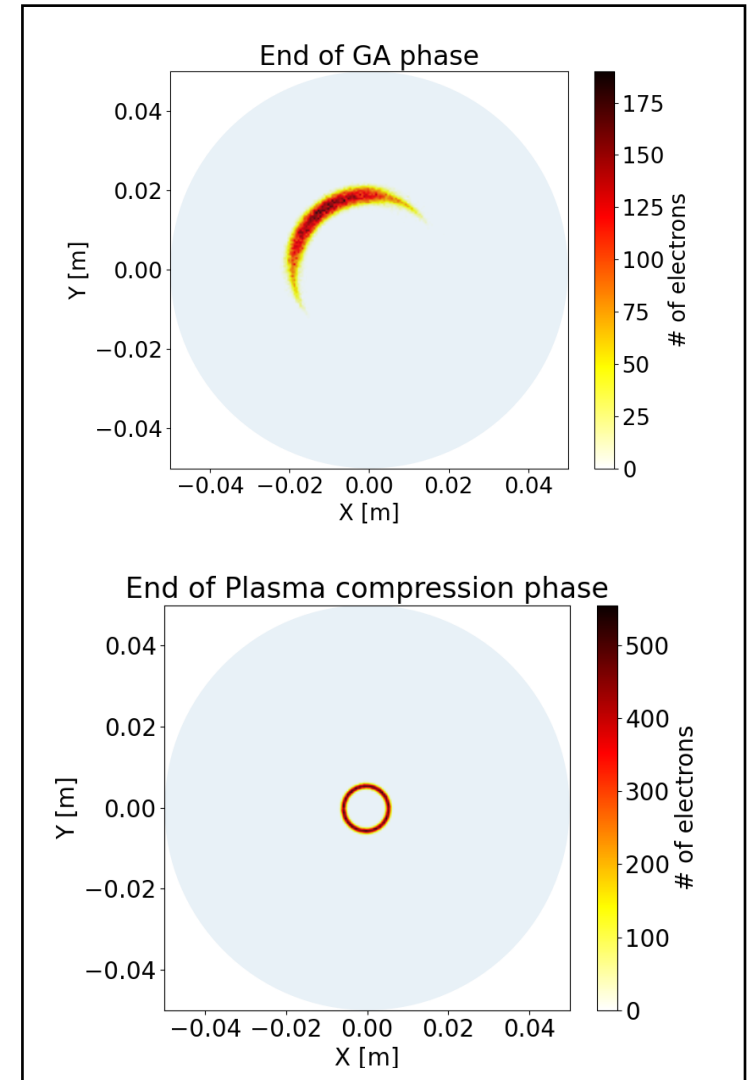 End of GA phase
0.04
0.02
0.00
−0.02
−0.04
Y [m]
−0.04 −0.02 0.00 0.02 0.04
X [m]
175
150
125
100
75
50
25
0
# of electrons
End of Plasma compression phase
0.04
0.02
0.00
−0.02
−0.04
Y [m]
−0.04 −0.02 0.00 0.02 0.04
X [m]
500
400
300
200
100
0
# of electrons